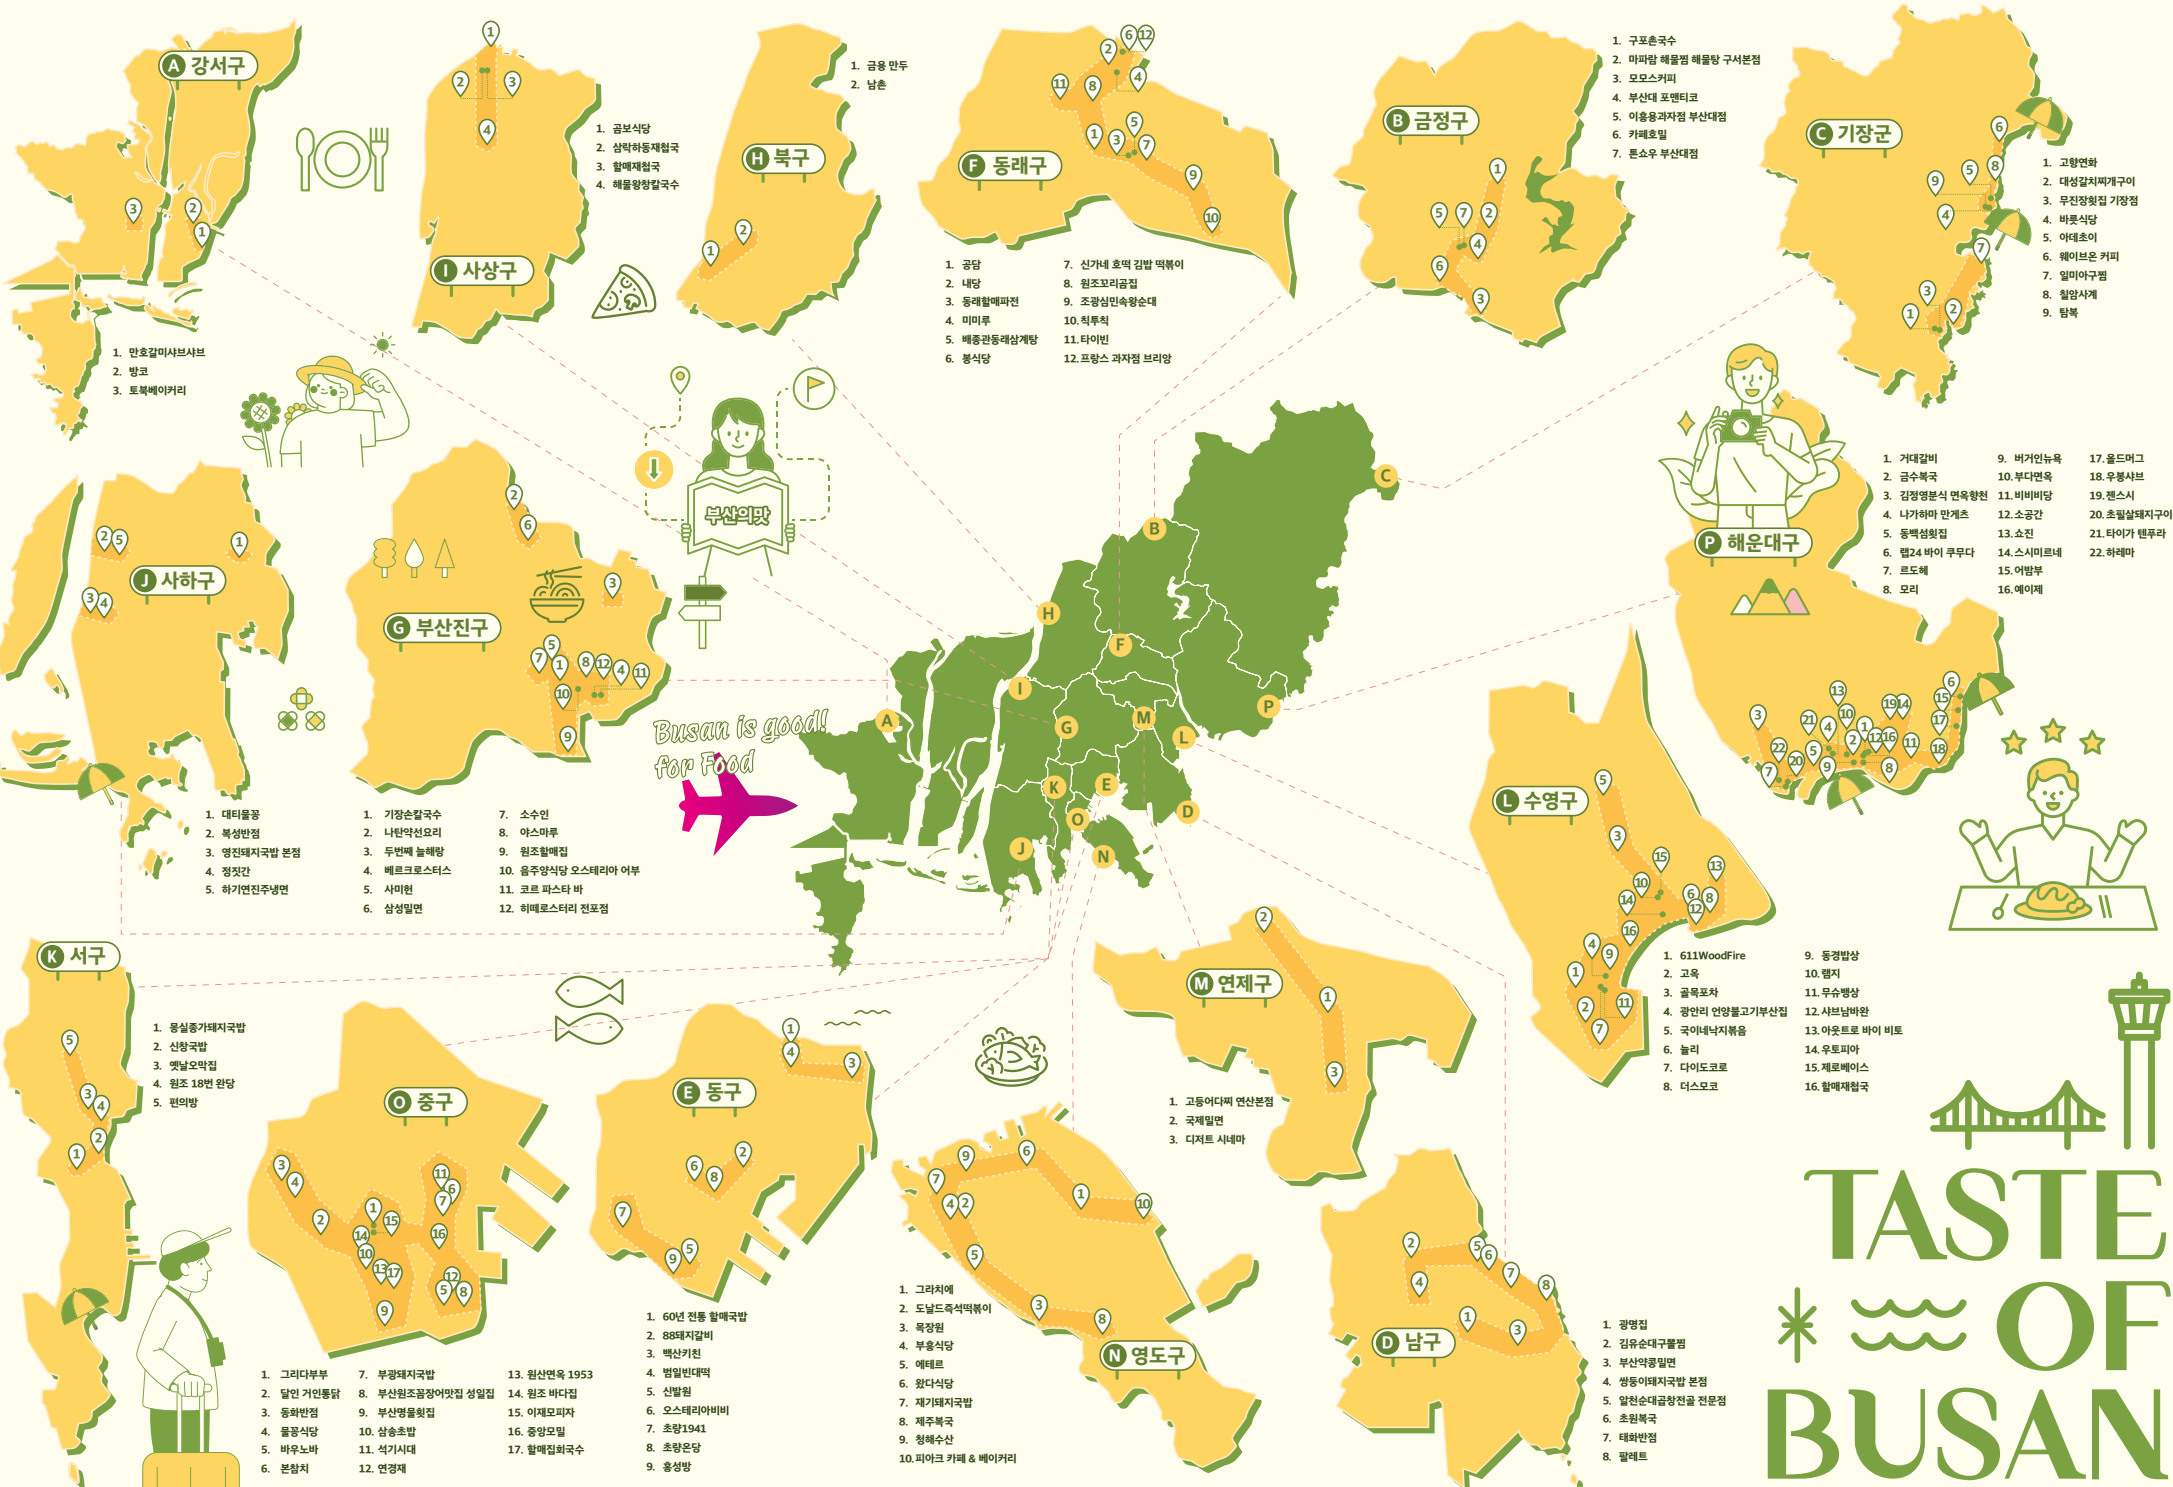 A 강서구
1. 만호갈미샤브샤브
2. 방코
3. 토북베이커리
I 사상구
1. 곰보식당
2. 삼락하동재첩국
3. 할매재첩국
4. 해물왕창칼국수
H 북구
1. 금용 만두
2. 남촌
F 동래구
1. 공담
2. 내당
3. 동래할매파전
4. 미미루
5. 배종관동래삼계탕
6. 봉식당
7. 신가네 호떡 김밥 떡볶이
8. 원조꼬리곰집
9. 조광심민속왕순대
10. 칙투칙
11. 타이빈
12. 프랑스 과자점 브리앙
B 금정구
1. 구포촌국수
2. 마파람 해물찜 해물탕 구서본점
3. 모모스커피
4. 부산대 포맨티코
5. 이흥용과자점 부산대점
6. 카페호밀
7. 톤쇼우 부산대점
C 기장군
1. 고향연화
2. 대성갈치찌개구이
3. 무진장횟집 기장점
4. 바릇식당
5. 아데초이
6. 웨이브온 커피
7. 일미아구찜
8. 칠암사계
9. 탐복
부산의맛
J 사하구
1. 대티물꽁
2. 복성반점
3. 영진돼지국밥 본점
4. 정짓간
5. 하기연진주냉면
G 부산진구
1. 기장손칼국수
2. 나탄약선요리
3. 두번째 늘해랑
4. 베르크로스터스
5. 사미헌
6. 삼성밀면
7. 소수인
8. 야스마루
9. 원조할매집
10. 음주양식당 오스테리아 어부
11. 코르 파스타 바
12. 히떼로스터리 전포점
Busan is good!
for Food
P 해운대구
1. 거대갈비
2. 금수복국
3. 김정영분식 면옥향천
4. 나가하마 만게츠
5. 동백섬횟집
6. 랩24 바이 쿠무다
7. 르도헤
8. 모리
9. 버거인뉴욕
10. 부다면옥
11. 비비비당
12. 소공간
13. 쇼진
14. 스시미르네
15. 어밤부
16. 예이제
17. 올드머그
18. 우봉샤브
19. 젠스시
20. 초필살돼지구이
21. 타이가 텐푸라
22. 하레마
L 수영구
1. 611WoodFire
2. 고옥
3. 골목포차
4. 광안리 언양불고기부산집
5. 국이네낙지볶음
6. 늘리
7. 다이도코로
8. 더스모코
9. 동경밥상
10. 램지
11. 무슈뱅상
12. 샤브남바완
13. 아웃트로 바이 비토
14. 우토피아
15. 제로베이스
16. 할매재첩국
K 서구
1. 몽실종가돼지국밥
2. 신창국밥
3. 옛날오막집
4. 원조 18번 완당
5. 편의방
O 중구
1. 그리다부부
2. 달인 거인통닭
3. 동화반점
4. 물꽁식당
5. 바우노바
6. 본참치
7. 부광돼지국밥
8. 부산원조꼼장어맛집 성일집
9. 부산명물횟집
10. 삼송초밥
11. 석기시대
12. 연경재
13. 원산면옥 1953
14. 원조 바다집
15. 이재모피자
16. 중앙모밀
17. 할매집회국수
E 동구
1. 60년 전통 할매국밥
2. 88돼지갈비
3. 백산키친
4. 범일빈대떡
5. 신발원
6. 오스테리아비비
7. 초량1941
8. 초량온당
9. 홍성방
M 연제구
1. 고등어다찌 연산본점
2. 국제밀면
3. 디저트 시네마
N 영도구
1. 그라치에
2. 도날드즉석떡볶이
3. 목장원
4. 부흥식당
5. 에테르
6. 왔다식당
7. 재기돼지국밥
8. 제주복국
9. 청해수산
10. 피아크 카페 & 베이커리
D 남구
1. 광명집
2. 김유순대구뽈찜
3. 부산약콩밀면
4. 쌍둥이돼지국밥 본점
5. 알천순대곱창전골 전문점
6. 초원복국
7. 태화반점
8. 팔레트
TASTE
OF
BUSAN